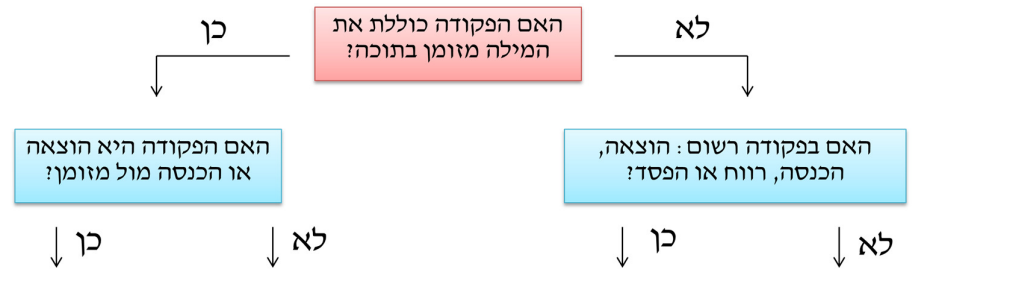 האם הפקודה כוללת את
המילה מזומן בתוכה?
לא
כן
האם בפקודה רשום: הוצאה,
הכנסה, רווח או הפסד?
האם הפקודה היא הוצאה
או הכנסה מול מזומן?
לא
כן
לא
כן